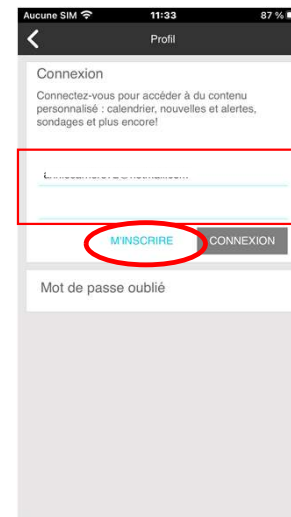 Aucune SIM 11:33 87 %
Profil
Connexion
Connectez-vous pour accéder à du contenu
personnalisé : calendrier, nouvelles et alertes,
sondages et plus encore!
M'INSCRIRE CONNEXION
Mot de passe oublié